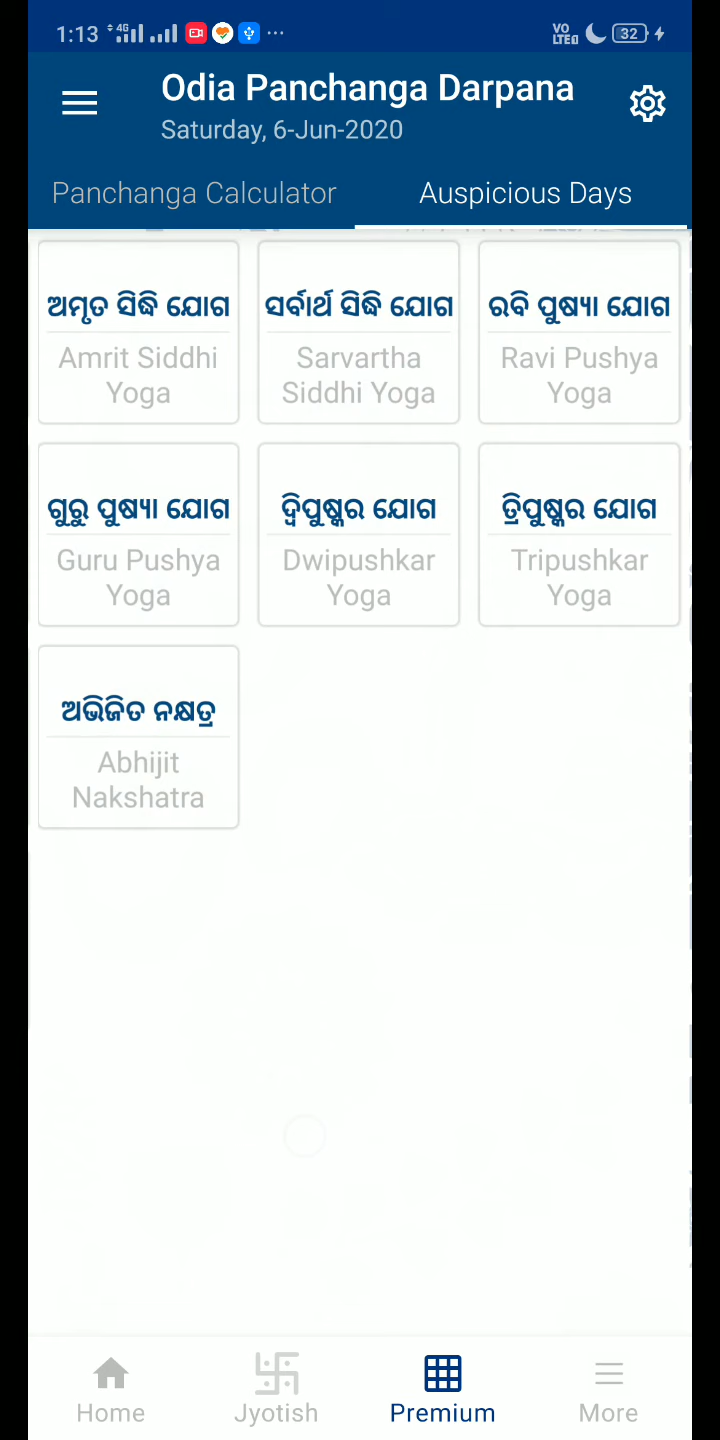 1:13 4G VO LTE 32
Odia Panchanga Darpana
Saturday, 6-Jun-2020
Panchanga Calculator Auspicious Days
ଅମୃତ ସିଦ୍ଧି ଯୋଗ ସର୍ବାର୍ଥ ସିଦ୍ଧି ଯୋଗ ରବି ପୁଷ୍ୟା ଯୋଗ
Amrit Siddhi Sarvartha Ravi Pushya
Yoga Siddhi Yoga Yoga
ଗୁରୁ ପୁଷ୍ୟା ଯୋଗ ଦ୍ୱିପୁଷ୍କର ଯୋଗ ତ୍ରିପୁଷ୍କର ଯୋଗ
Guru Pushya Dwipushkar Tripushkar
Yoga Yoga Yoga
ଅଭିଜିତ ନକ୍ଷତ୍ର
Abhijit
Nakshatra
Home Jyotish Premium More